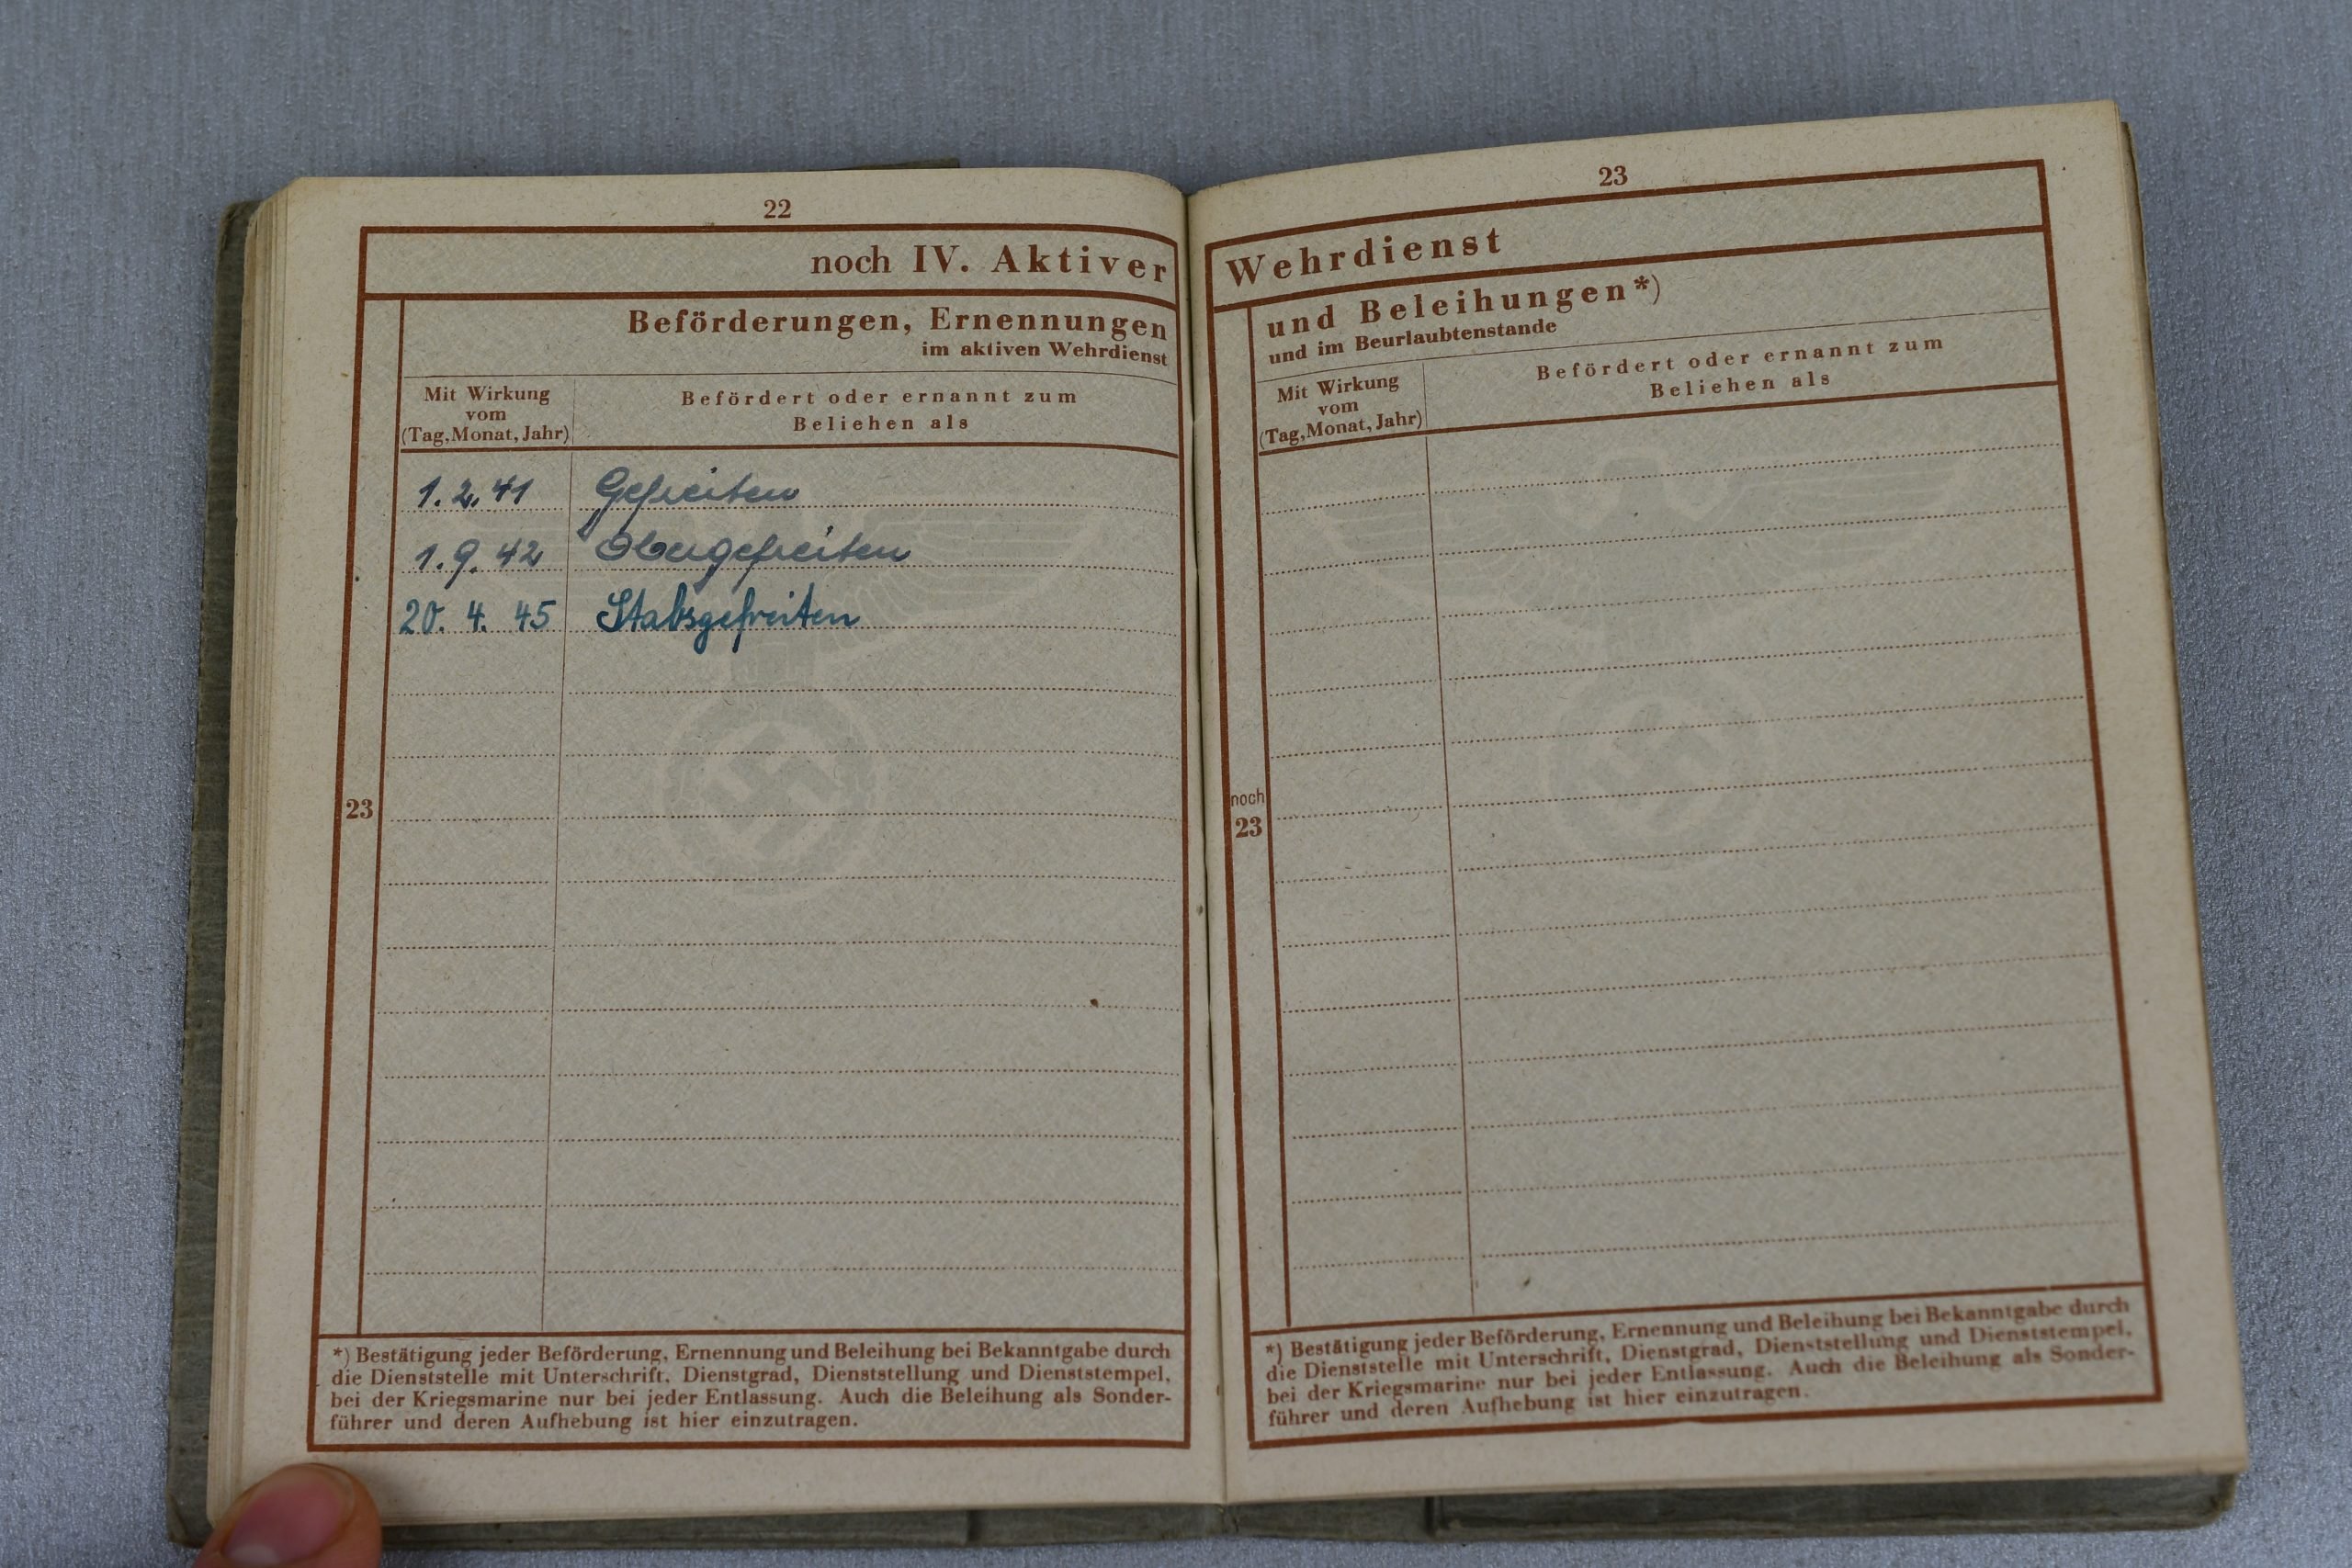 22
noch IV. Aktiver
Beförderungen, Ernennungen
im aktiven Wehrdienst
Mit Wirkung
vom
(Tag, Monat, Jahr)
Befördert oder ernannt zum
Beliehen als
1.2.41 Gefreiten
1.9.42 Obergefreiten
20.4.45 Stabsgefreiten
23
*) Bestätigung jeder Beförderung, Ernennung und Beleihung bei Bekanntgabe durch
die Dienststelle mit Unterschrift, Dienstgrad, Dienststellung und Dienststempel,
bei der Kriegsmarine nur bei jeder Entlassung. Auch die Beleihung als Sonder-
führer und deren Aufhebung ist hier einzutragen.
23
Wehrdienst
und Beleihungen*)
und im Beurlaubtenstande
Mit Wirkung
vom
(Tag, Monat, Jahr)
Befördert oder ernannt zum
Beliehen als
noch
23
*) Bestätigung jeder Beförderung, Ernennung und Beleihung bei Bekanntgabe durch
die Dienststelle mit Unterschrift, Dienstgrad, Dienststellung und Dienststempel,
bei der Kriegsmarine nur bei jeder Entlassung. Auch die Beleihung als Sonder-
führer und deren Aufhebung ist hier einzutragen.